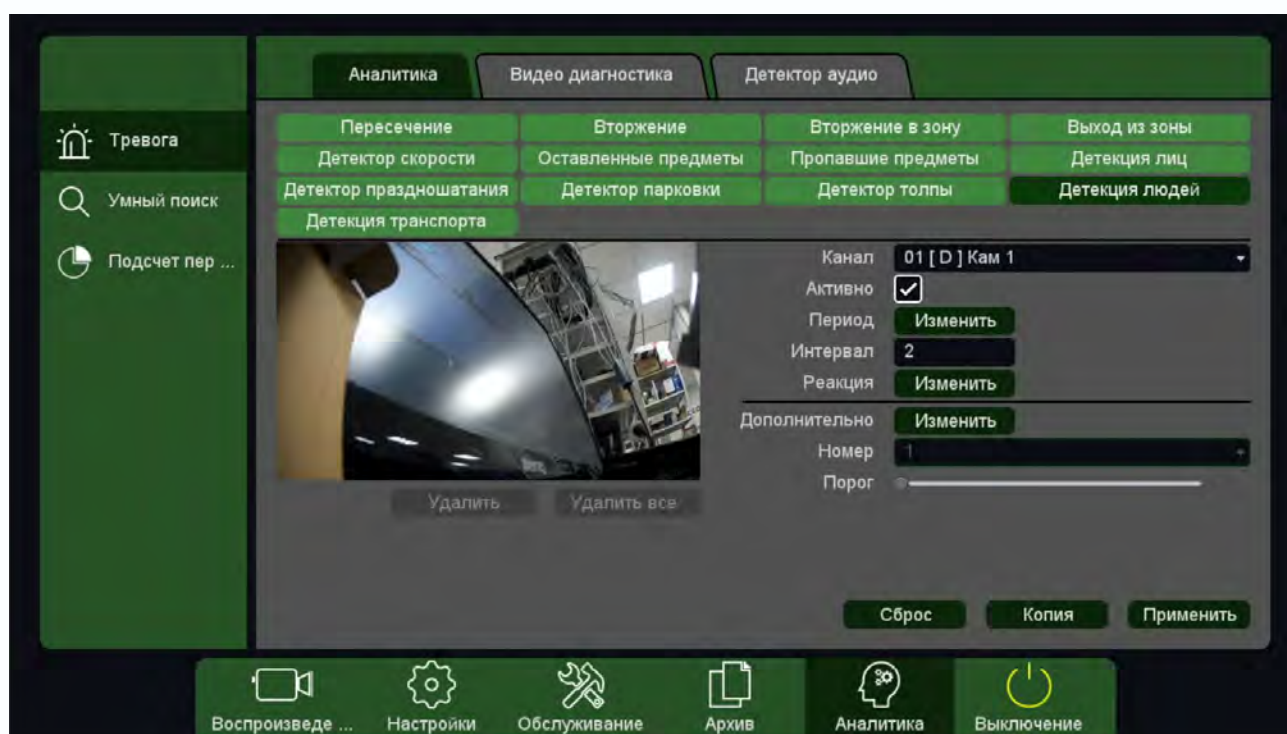 Аналитика Видео диагностика Детектор аудио
Тревога
Умный поиск
Подсчет пер ...
Пересечение Вторжение Вторжение в зону Выход из зоны
Детектор скорости Оставленные предметы Пропавшие предметы Детекция лиц
Детектор праздношатания Детектор парковки Детектор толпы Детекция людей
Детекция транспорта
Канал 01 [ D ] Кам 1
Активно
Период Изменить
Интервал 2
Реакция Изменить
Дополнительно Изменить
Номер 1
Порог
Удалить Удалить все
Сброс Копия Применить
Воспроизведе ... Настройки Обслуживание Архив Аналитика Выключение